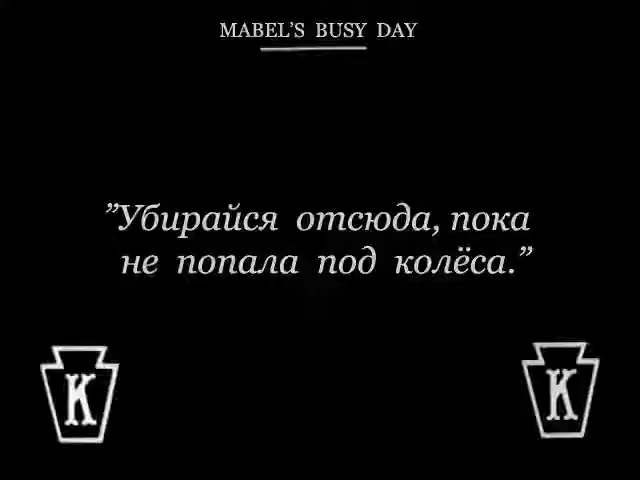 MABEL'S BUSY DAY
”Убирайся отсюда, пока
не попала под колёса.”
K
K